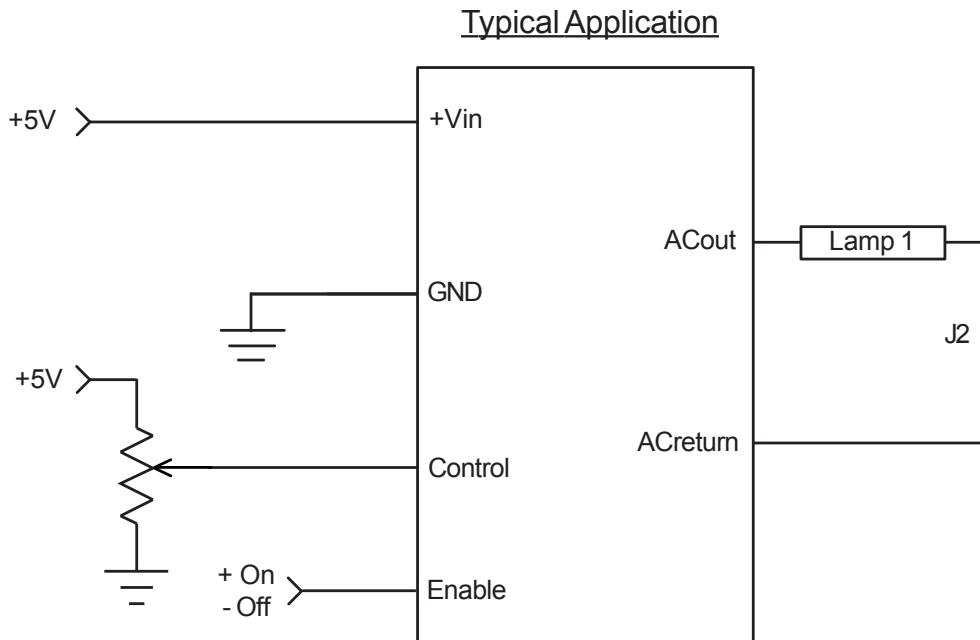 Typical Application
+5V
+Vin
ACout
Lamp 1
GND
J2
+5V
ACreturn
Control
+ On
- Off
Enable